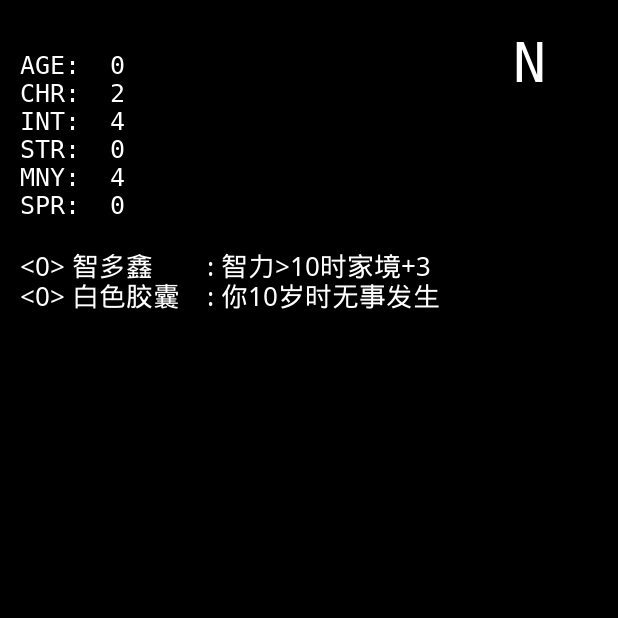 N
AGE: 0
CHR: 2
INT: 4
STR: 0
MNY: 4
SPR: 0
<0> 智多鑫 : 智力>10时家境+3
<0> 白色胶囊 : 你10岁时无事发生